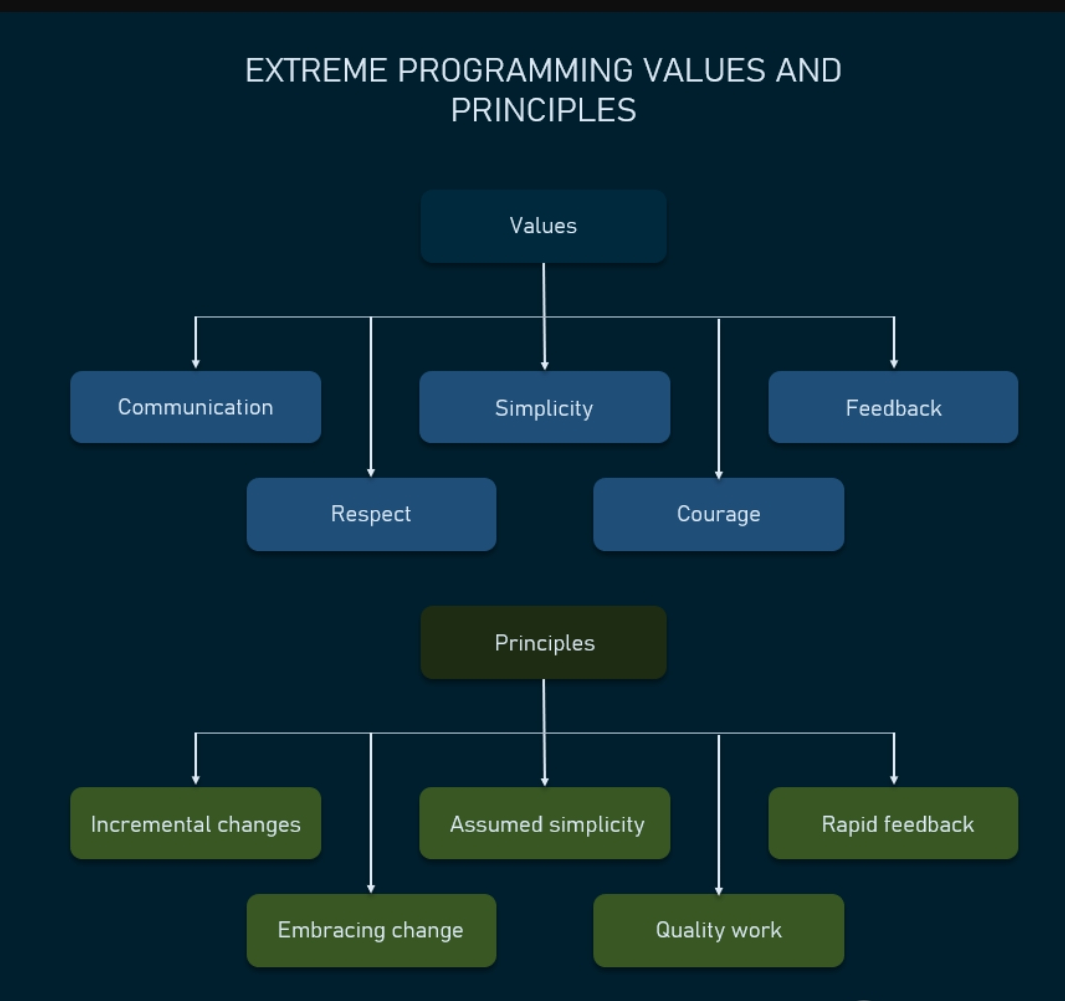 EXTREME PROGRAMMING VALUES AND
PRINCIPLES
Values
Communication
Simplicity
Feedback
Respect
Courage
Principles
Incremental changes
Assumed simplicity
Rapid feedback
Embracing change
Quality work